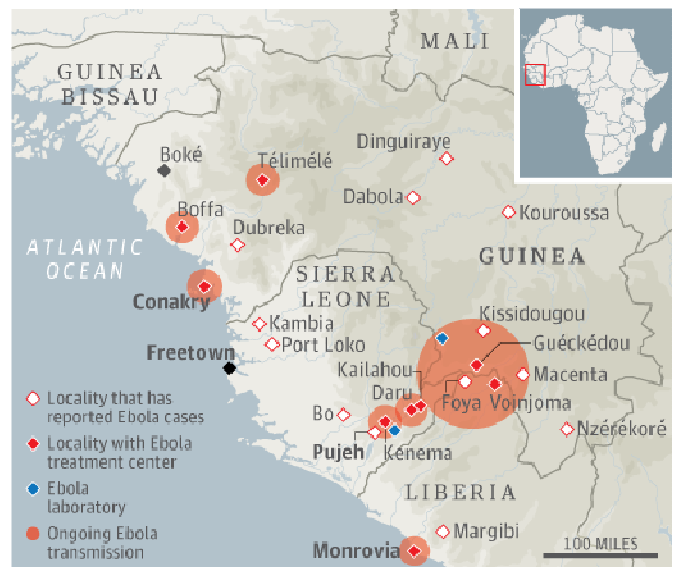 MALI
GUINEA
BISSAU
Dinguiraye
Boké
Télimélé
Dabola
Kouroussa
Boffa
Dubreka
ATLANTIC
OCEAN
GUINEA
SIERRA
LEONE
Conakry
Kissidougou
Kambia
Guéckédou
Port Loko
Freetown
Kailahou
Macenta
Daru
Foya
Voinjoma
Locality that has
reported Ebola cases
Bo
Nzérekoré
Locality with Ebola
treatment center
Pujeh
Kenema
Ebola
laboratory
LIBERIA
Ongoing Ebola
transmission
Margibi
Monrovia
100 MILES